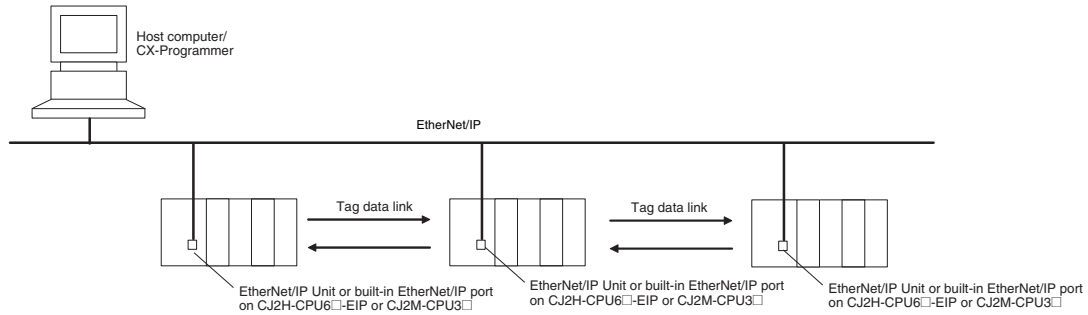 Host computer/
CX-Programmer
EtherNet/IP
Tag data link
Tag data link
EtherNet/IP Unit or built-in EtherNet/IP port
on CJ2H-CPU6□-EIP or CJ2M-CPU3□
EtherNet/IP Unit or built-in EtherNet/IP port
on CJ2H-CPU6□-EIP or CJ2M-CPU3□
EtherNet/IP Unit or built-in EtherNet/IP port
on CJ2H-CPU6□-EIP or CJ2M-CPU3□